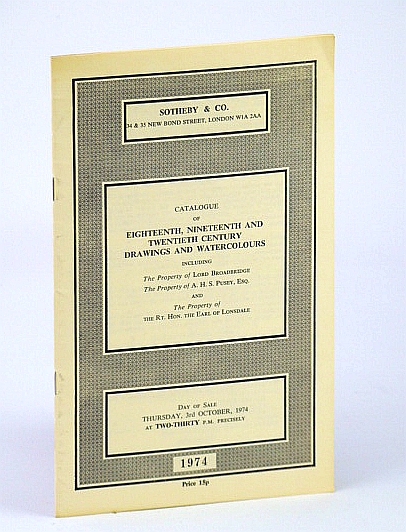 SOTHEBY & CO.
34 & 35 NEW BOND STREET, LONDON W1A 2AA
CATALOGUE
OF
EIGHTEENTH, NINETEENTH AND
TWENTIETH CENTURY
DRAWINGS AND WATERCOLOURS
INCLUDING
The Property of LORD BROADBRIDGE
The Property of A. H. S. PUSEY, ESQ.
AND
The Property of
THE RT. HON. THE EARL OF LONSDALE
DAY OF SALE
THURSDAY, 3rd OCTOBER, 1974
AT TWO-THIRTY P.M. PRECISELY
1974
Price 15p